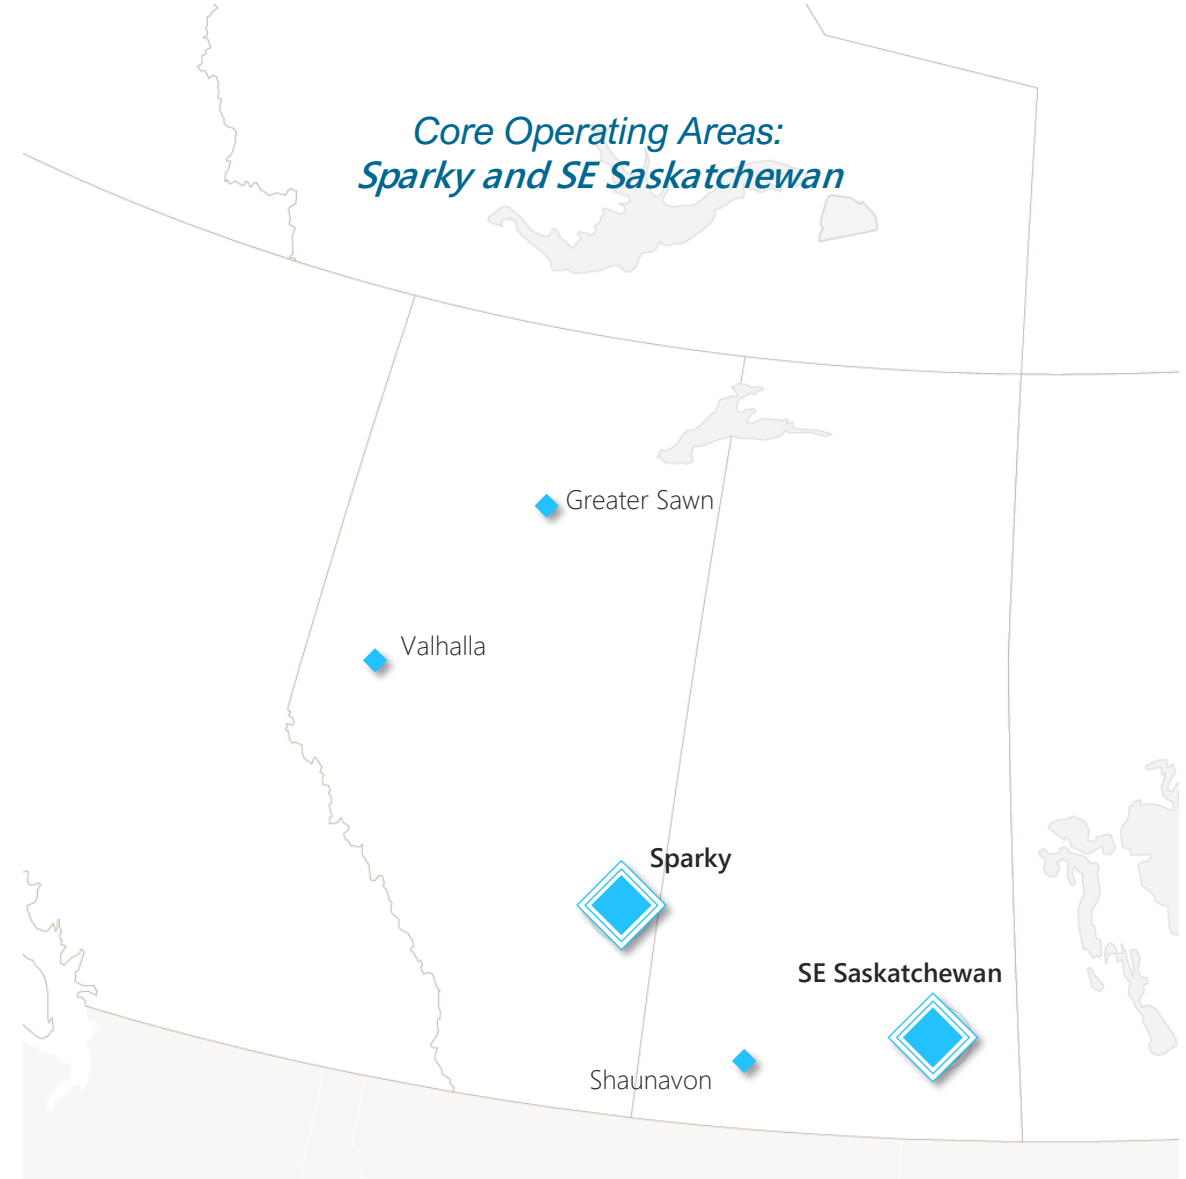 Core Operating Areas:
Sparky and SE Saskatchewan
Greater Sawn
Valhalla
Sparky
SE Saskatchewan
Shaunavon